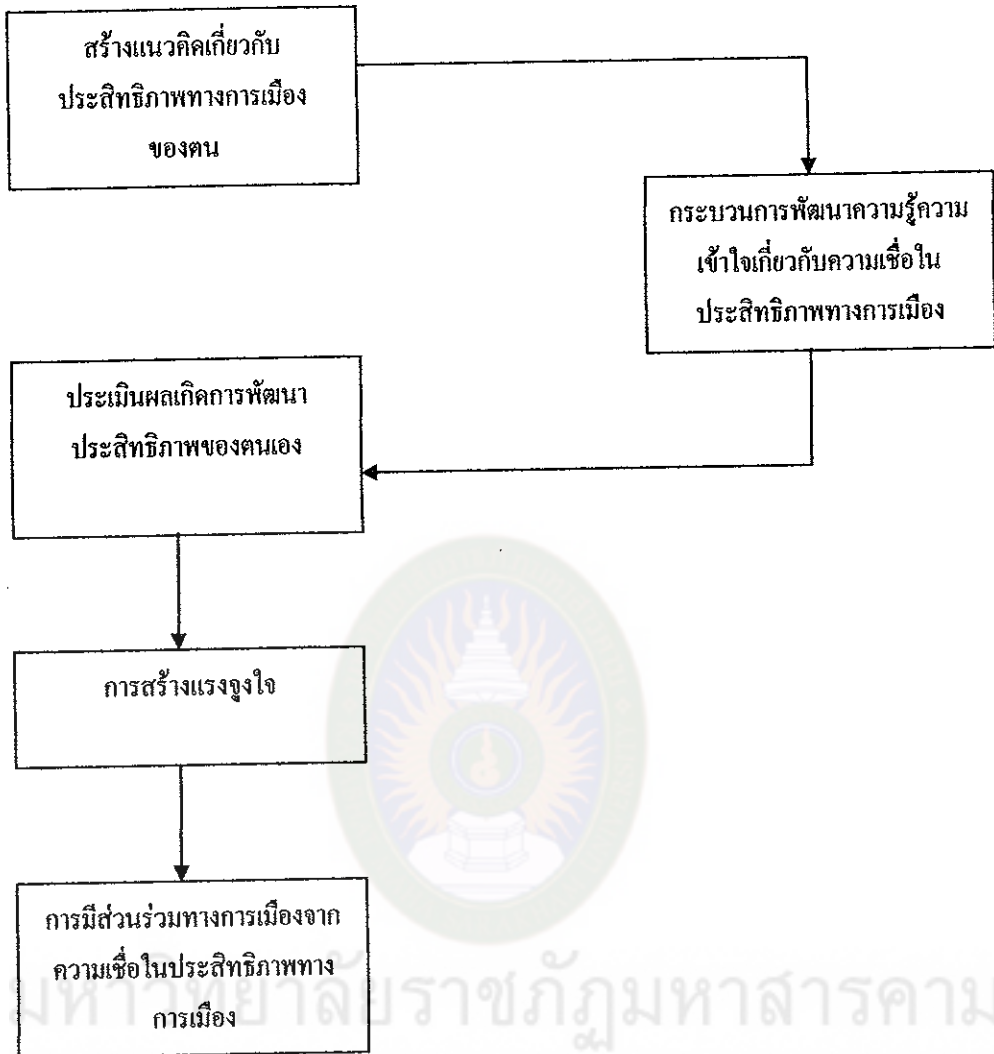 สร้างแนวคิดเกี่ยวกับ
ประสิทธิภาพทางการเมือง
ของตน
กระบวนการพัฒนาความรู้ความ
เข้าใจเกี่ยวกับความเชื่อใน
ประสิทธิภาพทางการเมือง
ประเมินผลเกิดการพัฒนา
ประสิทธิภาพของตนเอง
การสร้างแรงจูงใจ
การมีส่วนร่วมทางการเมืองจาก
ความเชื่อในประสิทธิภาพทาง
การเมือง
มหาวิทยาลัยราชภัฏมหาสารคาม